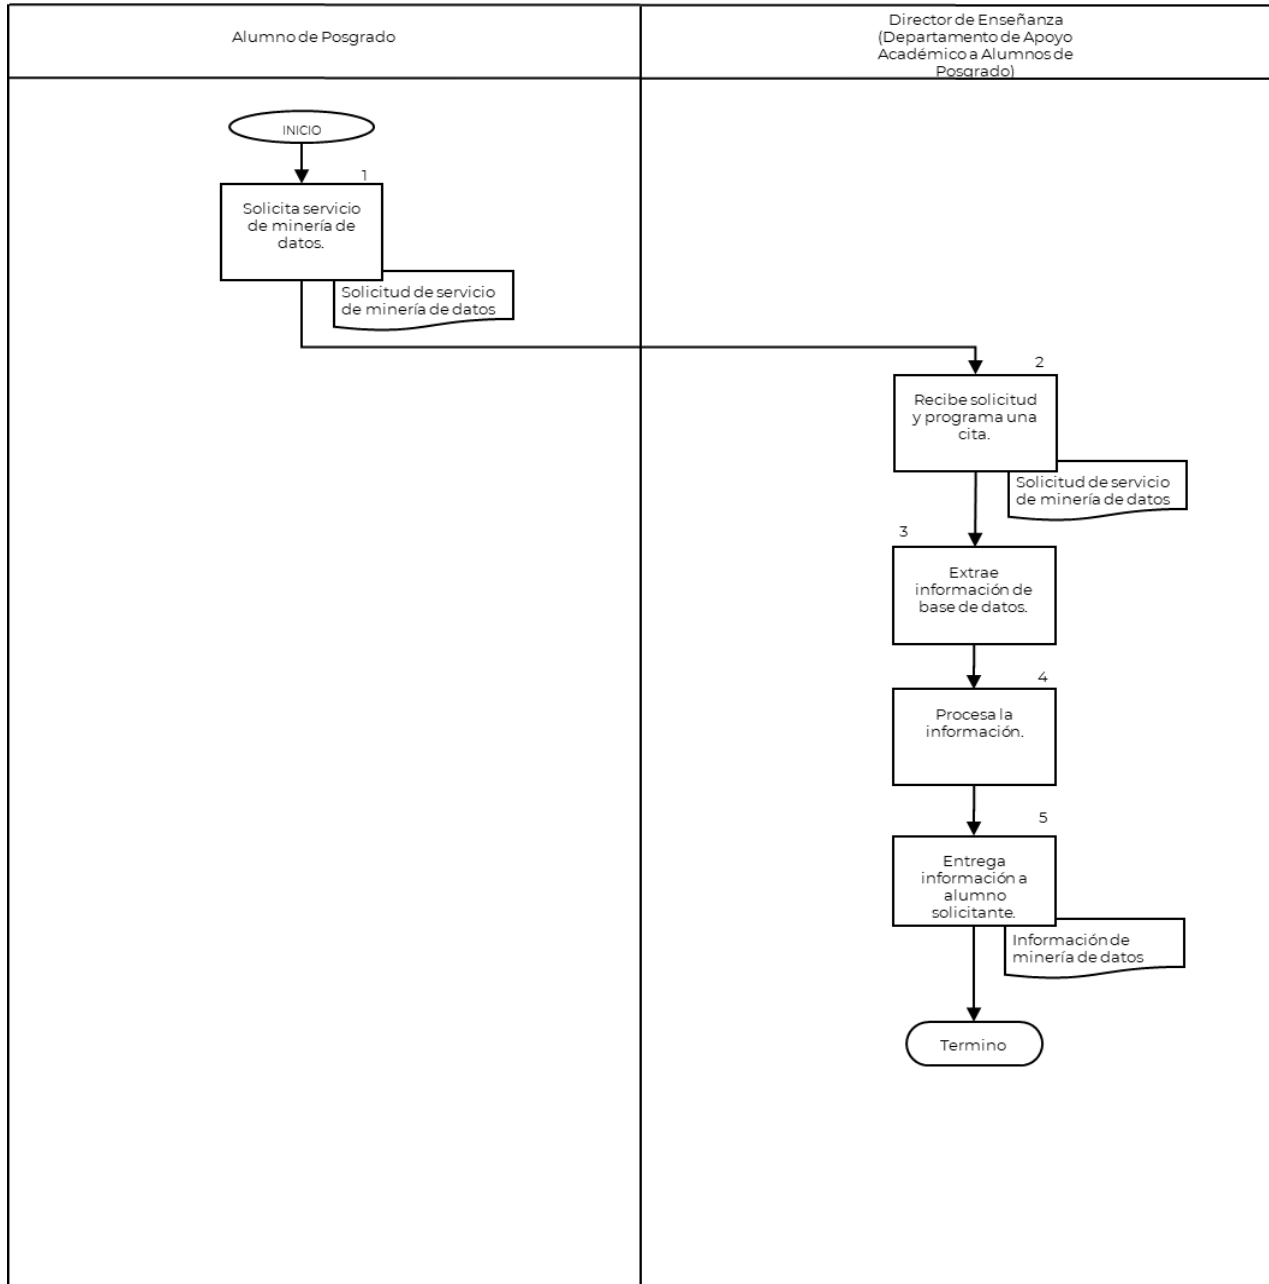 Alumno de Posgrado
Director de Enseñanza
(Departamento de Apoyo
Académico a Alumnos de
Posgrado)
INICIO
1
Solicita servicio
de minería de
datos.
Solicitud de servicio
de minería de datos
2
Recibe solicitud
y programa una
cita.
Solicitud de servicio
de minería de datos
3
Extrae
información de
base de datos.
4
Procesa la
información.
5
Entrega
información a
alumno
solicitante.
Información de
minería de datos
Termino